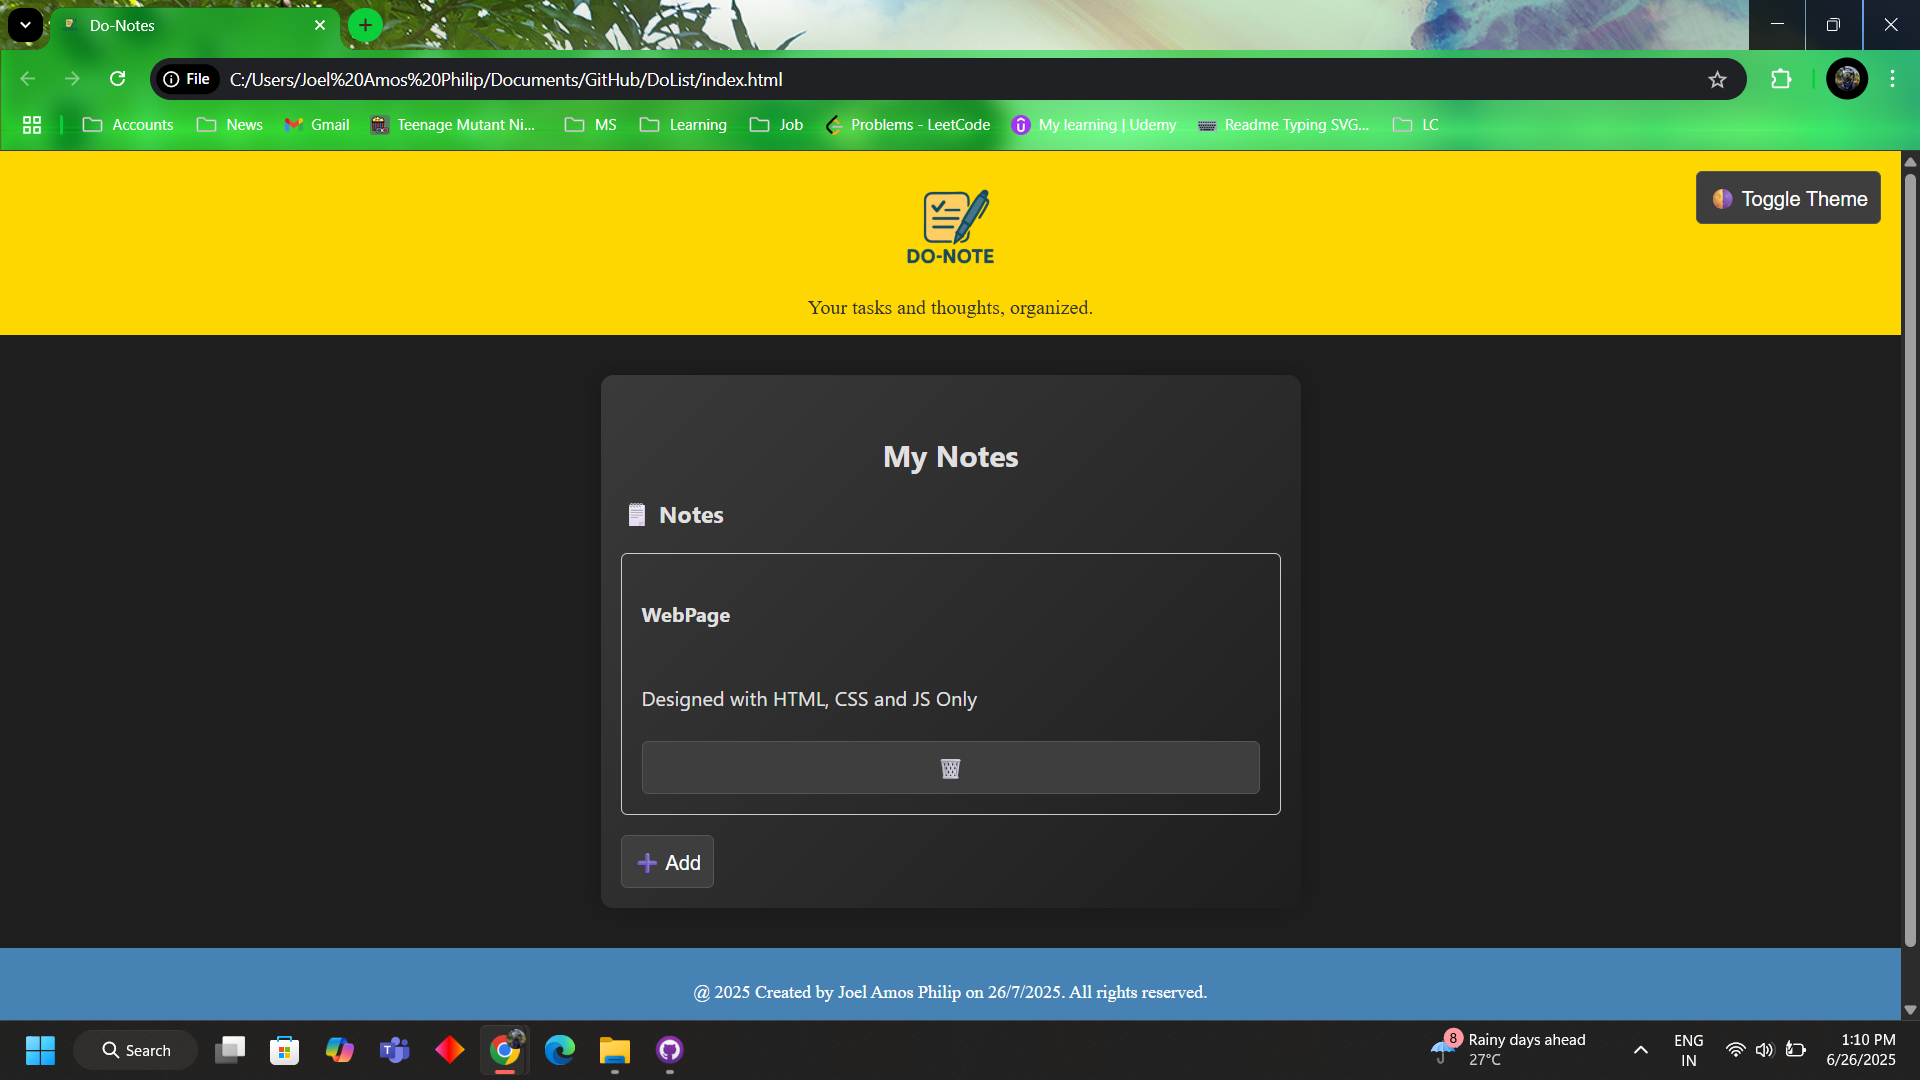 Do-Notes
File C:/Users/Joel%20Amos%20Philip/Documents/GitHub/DoList/index.html
Accounts News Gmail Teenage Mutant Ni... MS Learning Job Problems - LeetCode My learning | Udemy Readme Typing SVG... LC
Toggle Theme
DO-NOTE
Your tasks and thoughts, organized.
My Notes
Notes
WebPage
Designed with HTML, CSS and JS Only
Add
@ 2025 Created by Joel Amos Philip on 26/7/2025. All rights reserved.
Search
8 Rainy days ahead
27°C
ENG
IN
1:10 PM
6/26/2025